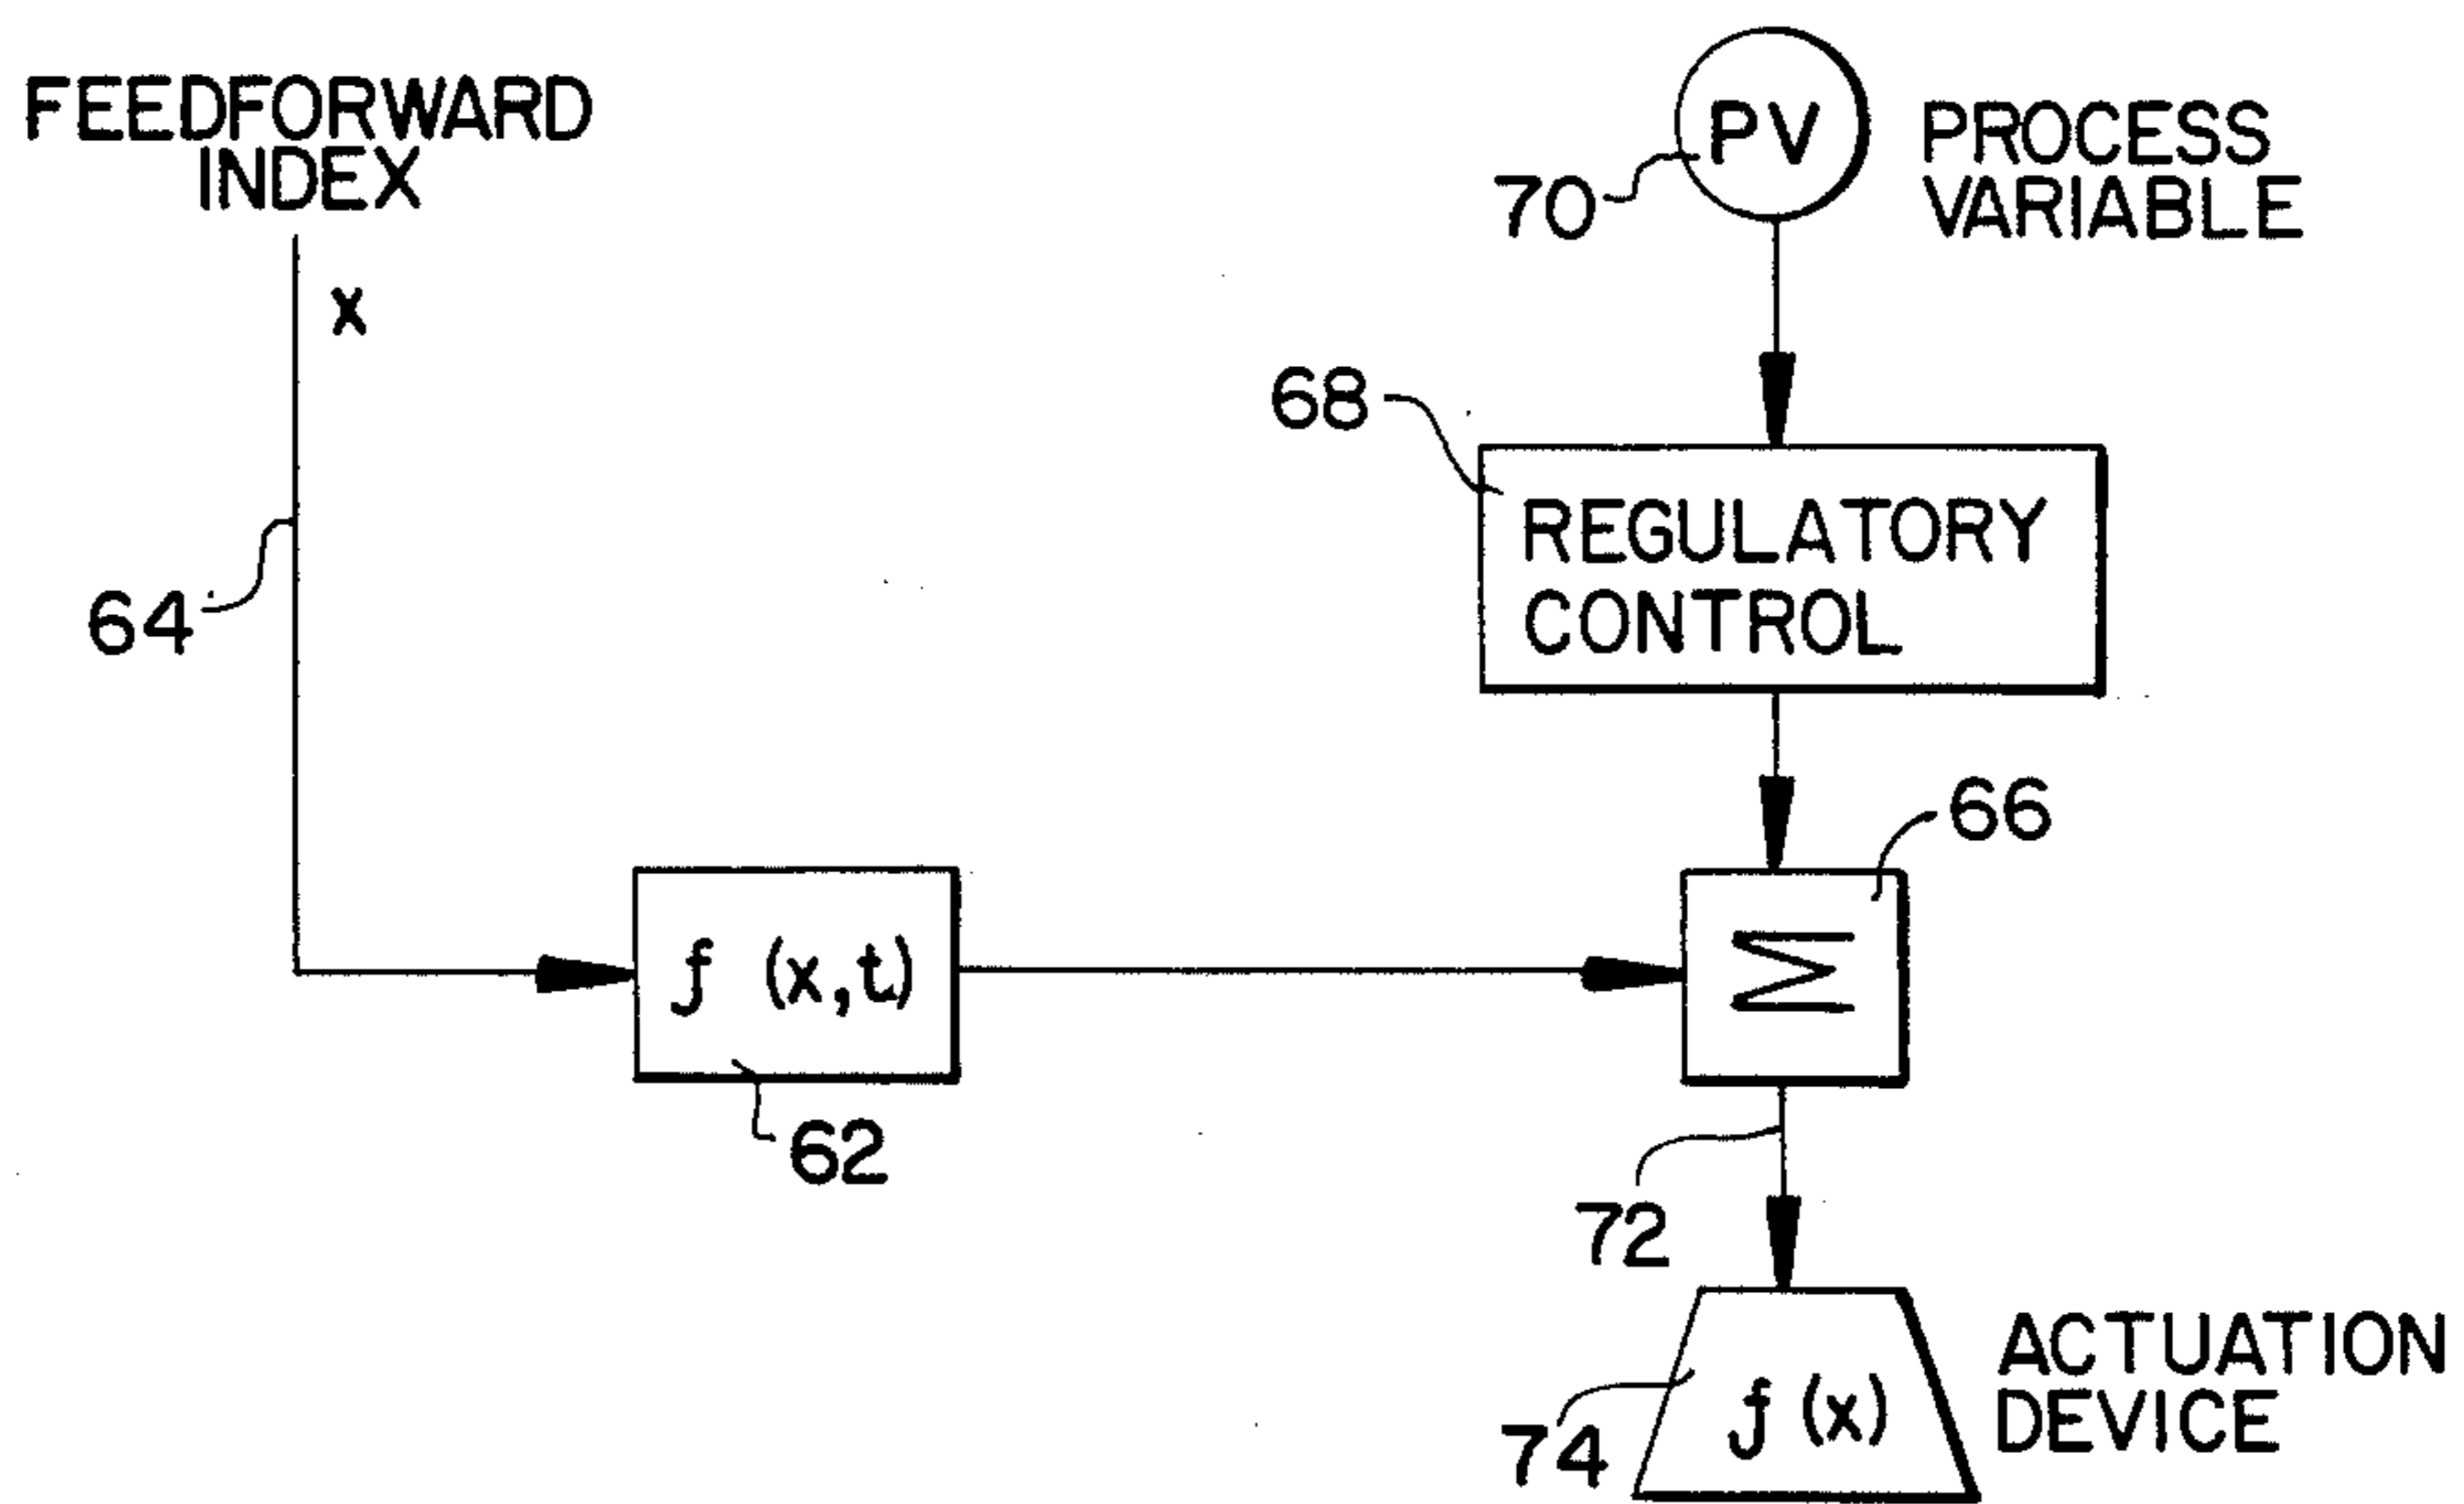 FEEDFORWARD
INDEX
X
64
PV
70
PROCESS
VARIABLE
68
REGULATORY
CONTROL
66
f (x,t)
62
Σ
72
74
f (x)
ACTUATION
DEVICE